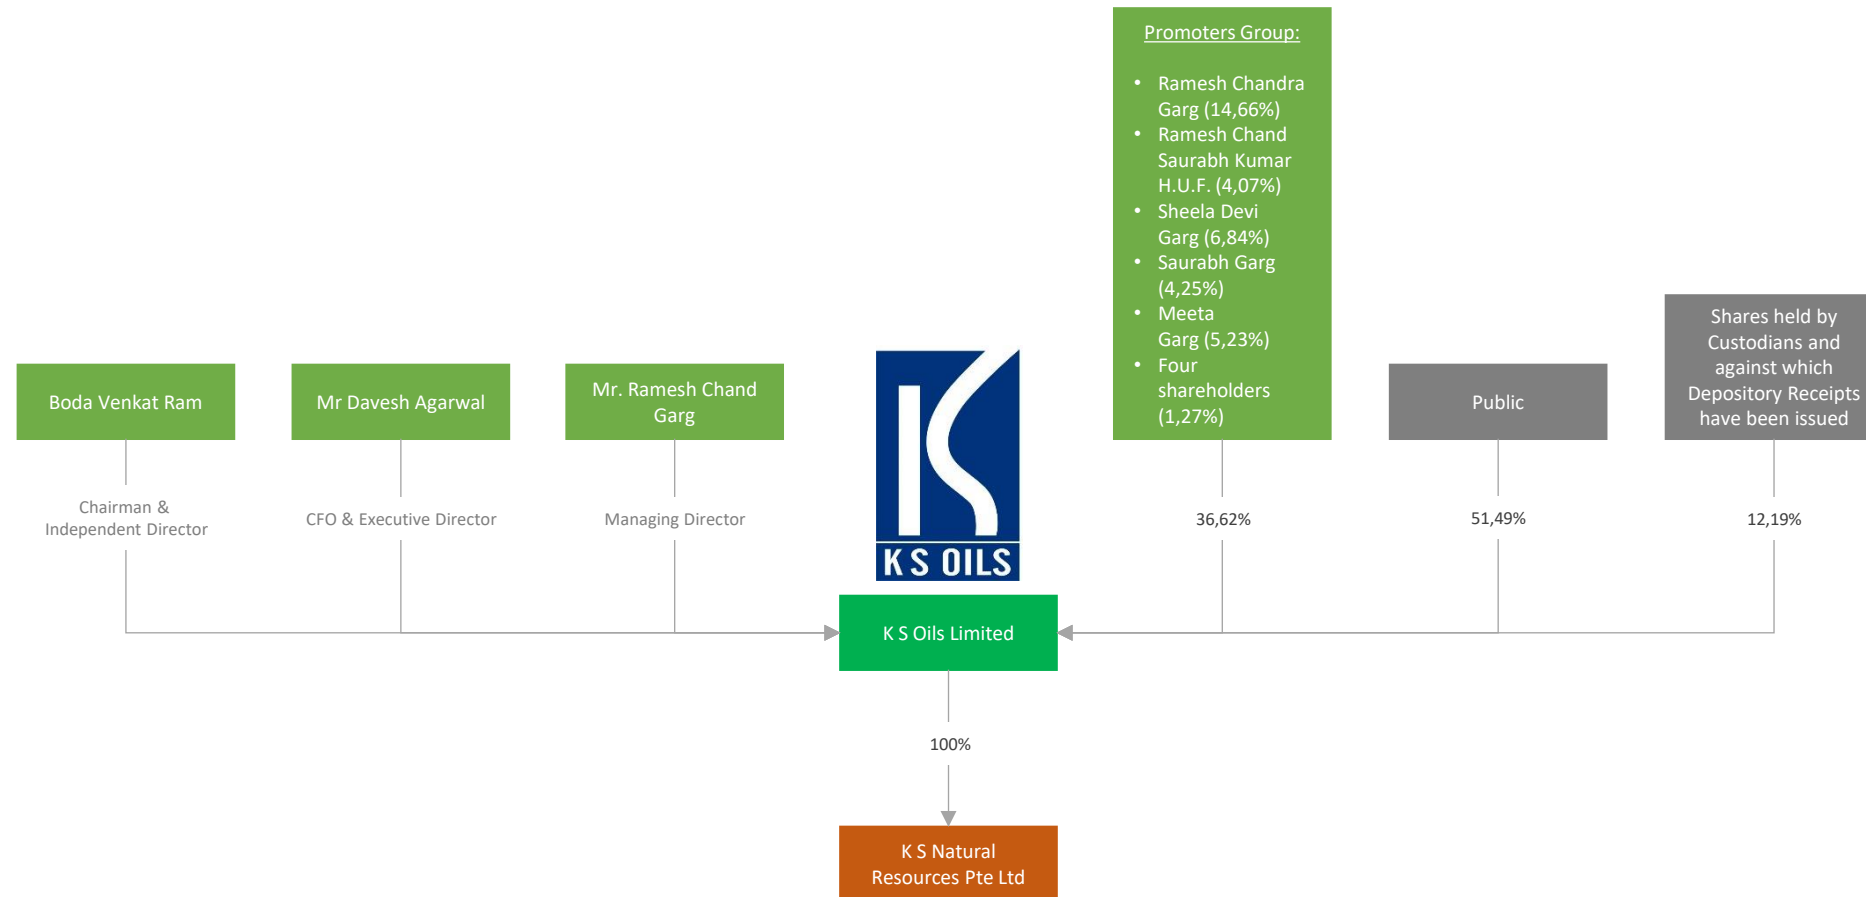 Promoters Group:
• Ramesh Chandra
Garg (14,66%)
• Ramesh Chand
Saurabh Kumar
H.U.F. (4,07%)
• Sheela Devi
Garg (6,84%)
• Saurabh Garg
(4,25%)
• Meeta
Garg (5,23%)
• Four
shareholders
(1,27%)
Shares held by
Custodians and
against which
Depository Receipts
have been issued
Boda Venkat Ram
Mr Davesh Agarwal
Mr. Ramesh Chand
Garg
Public
Chairman &
Independent Director
CFO & Executive Director
Managing Director
36,62%
51,49%
12,19%
KS
K S OILS
K S Oils Limited
100%
K S Natural
Resources Pte Ltd